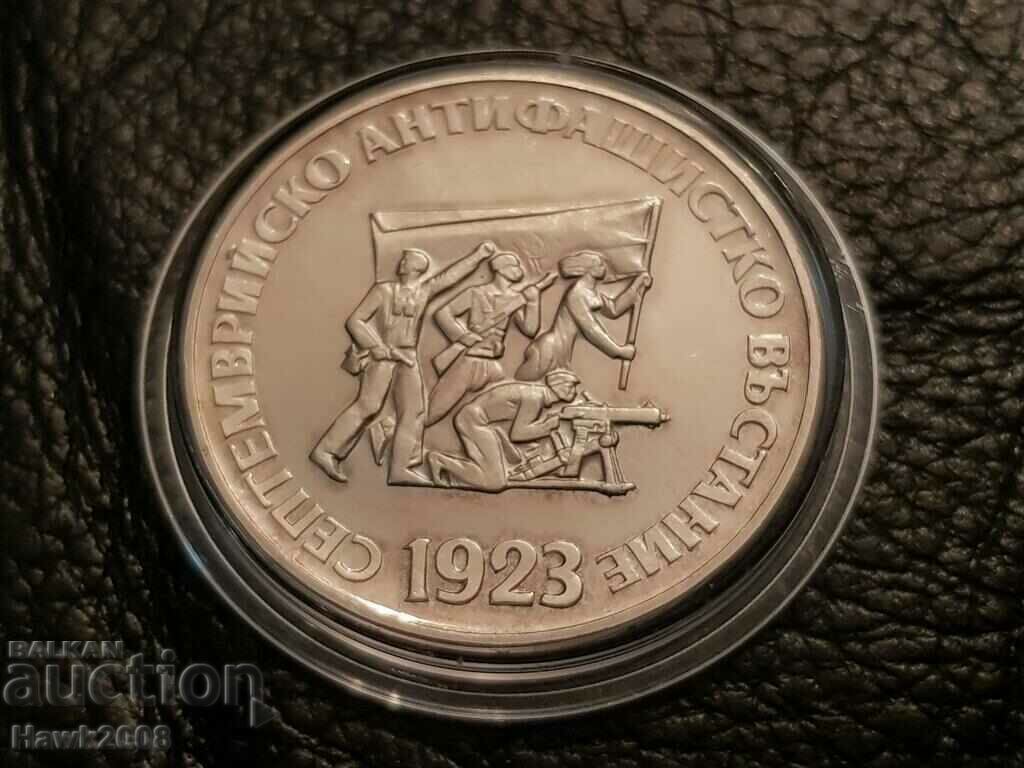 СЕПТЕМВРИЙСКО АНТИФАШИСТКО ВЪСТАНИЕ
1923
BALKAN
auction
Hawk2008